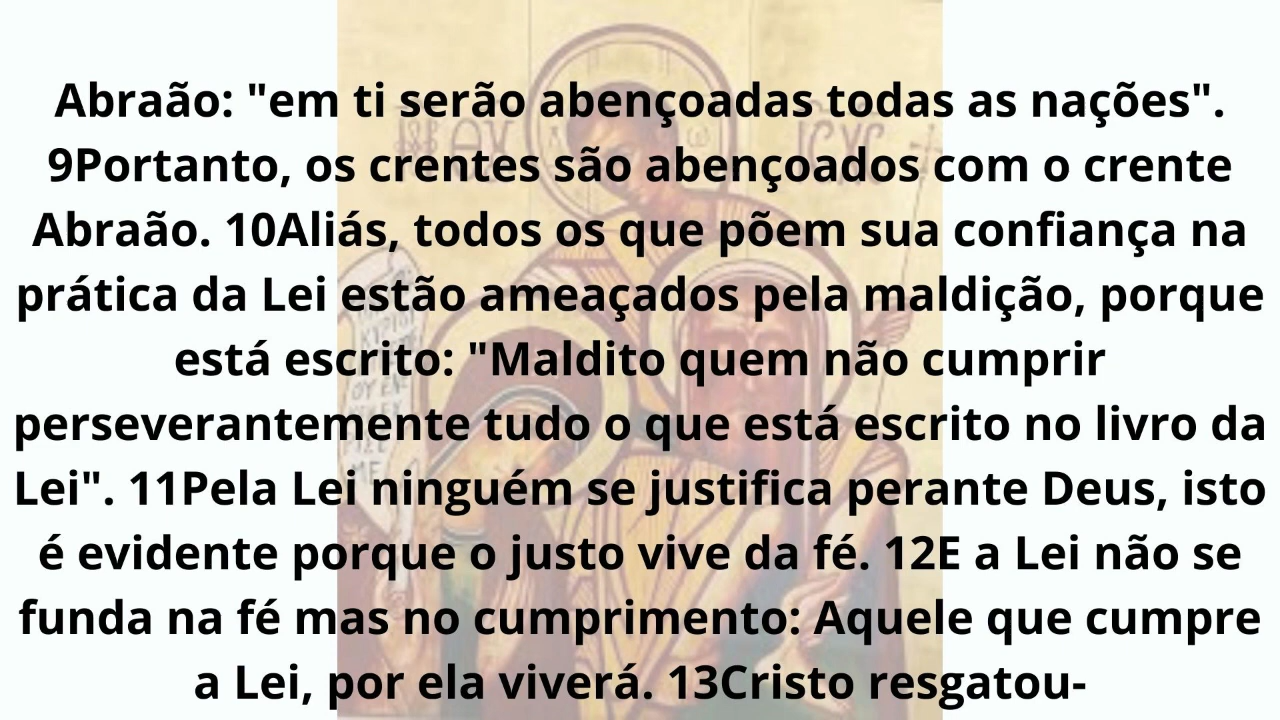 Abraão: "em ti serão abençoadas todas as nações".
9Portanto, os crentes são abençoados com o crente
Abraão. 10Aliás, todos os que põem sua confiança na
prática da Lei estão ameaçados pela maldição, porque
está escrito: "Maldito quem não cumprir
perseverantemente tudo o que está escrito no livro da
Lei". 11Pela Lei ninguém se justifica perante Deus, isto
é evidente porque o justo vive da fé. 12E a Lei não se
funda na fé mas no cumprimento: Aquele que cumpre
a Lei, por ela viverá. 13Cristo resgatou-